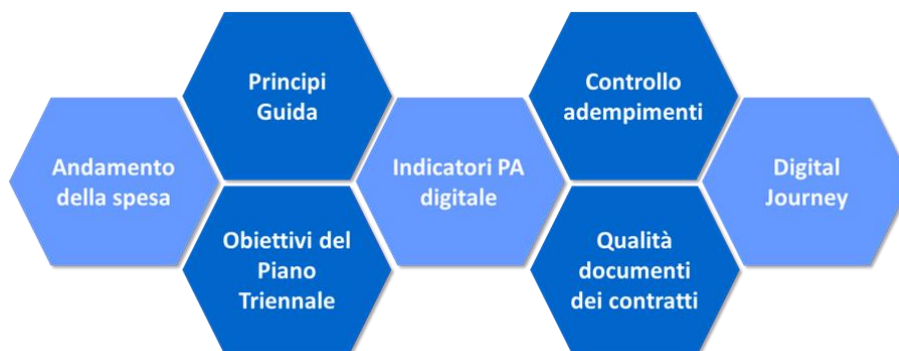 Andamento
della spesa
Principi
Guida
Obiettivi del
Piano
Triennale
Indicatori PA
digitale
Controllo
adempimenti
Qualità
documenti
dei contratti
Digital
Journey